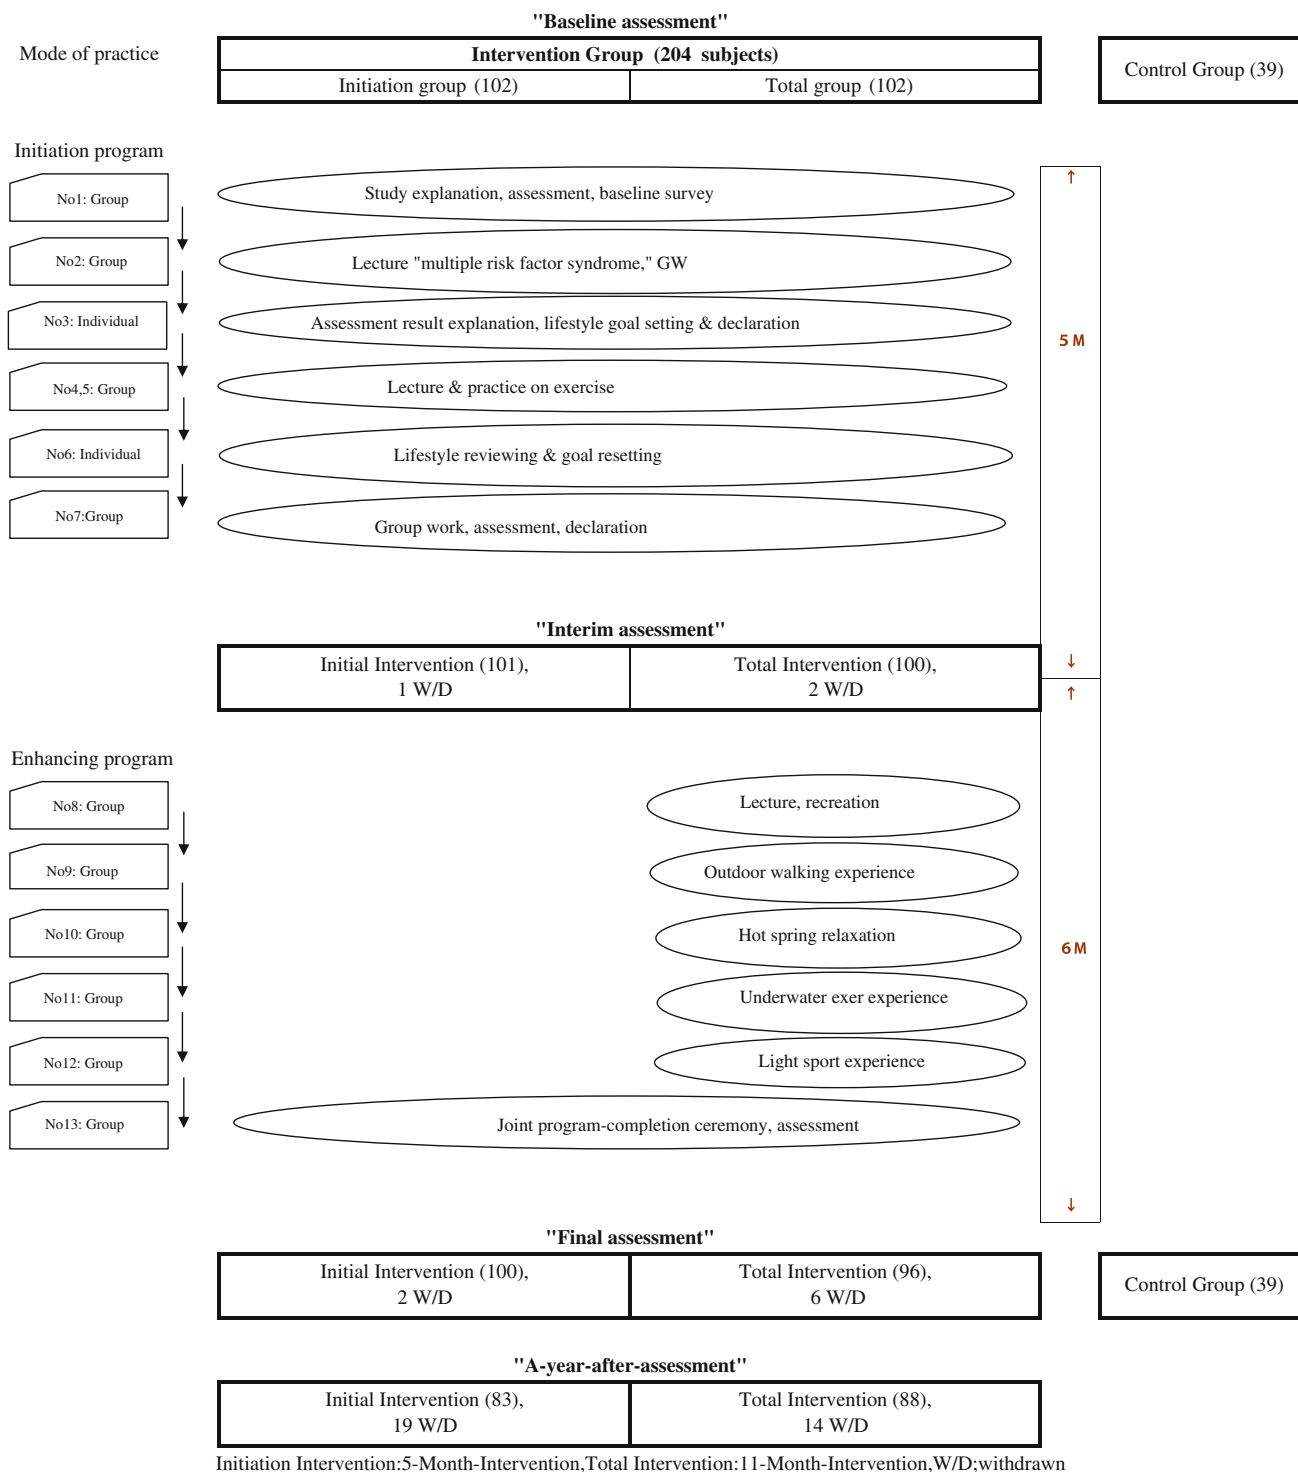 "Baseline assessment"
Mode of practice
Intervention Group (204 subjects)
Initiation group (102)
Total group (102)
Control Group (39)
Initiation program
No1: Group
Study explanation, assessment, baseline survey
↑
No2: Group
Lecture "multiple risk factor syndrome," GW
No3: Individual
Assessment result explanation, lifestyle goal setting & declaration
5 M
No4,5: Group
Lecture & practice on exercise
No6: Individual
Lifestyle reviewing & goal resetting
No7:Group
Group work, assessment, declaration
"Interim assessment"
Initial Intervention (101),
1 W/D
Total Intervention (100),
2 W/D
↓
↑
Enhancing program
No8: Group
Lecture, recreation
No9: Group
Outdoor walking experience
No10: Group
Hot spring relaxation
6 M
No11: Group
Underwater exer experience
No12: Group
Light sport experience
No13: Group
Joint program-completion ceremony, assessment
↓
"Final assessment"
Initial Intervention (100),
2 W/D
Total Intervention (96),
6 W/D
Control Group (39)
"A-year-after-assessment"
Initial Intervention (83),
19 W/D
Total Intervention (88),
14 W/D
Initiation Intervention:5-Month-Intervention,Total Intervention:11-Month-Intervention,W/D;withdrawn